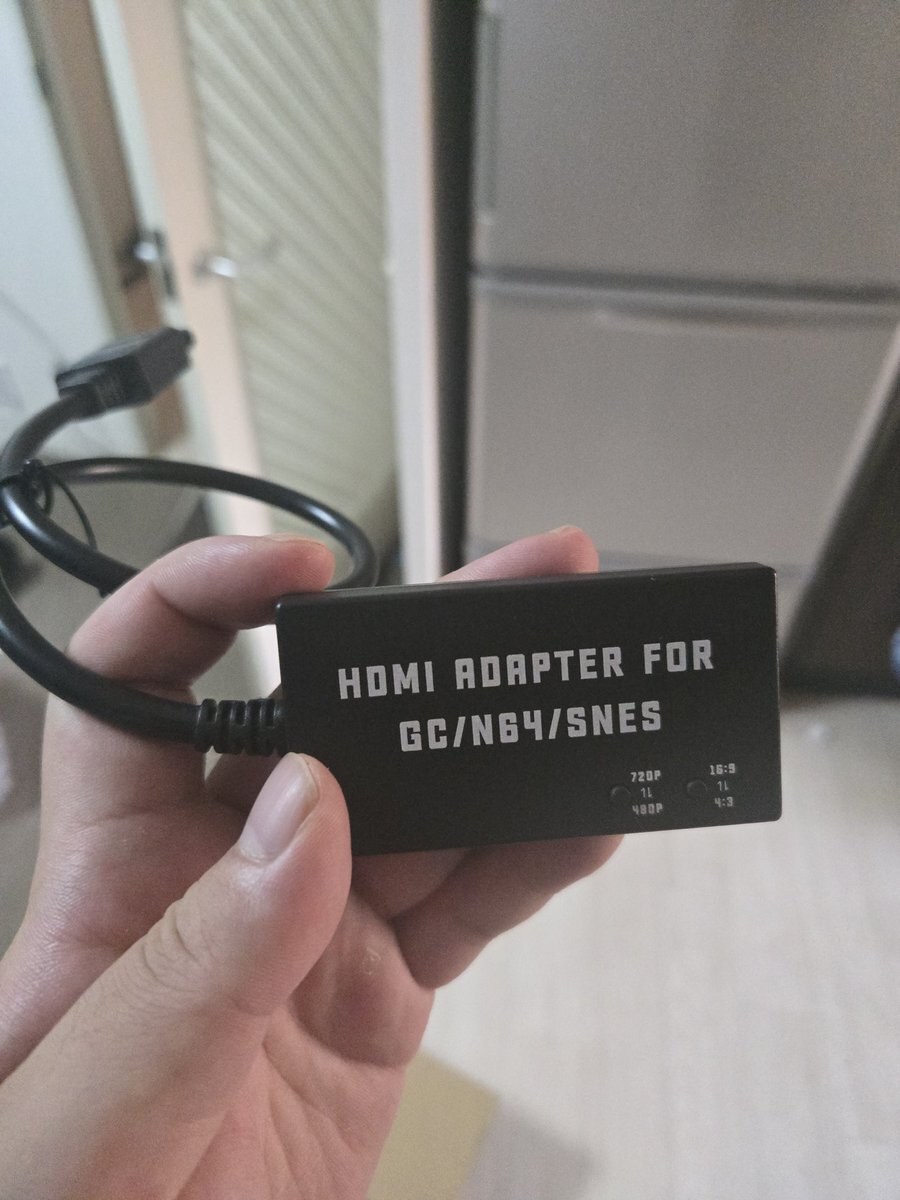 HDMI ADAPTER FOR
GC/N64/SNES
720P
⇅
480P
16:9
⇅
4:3